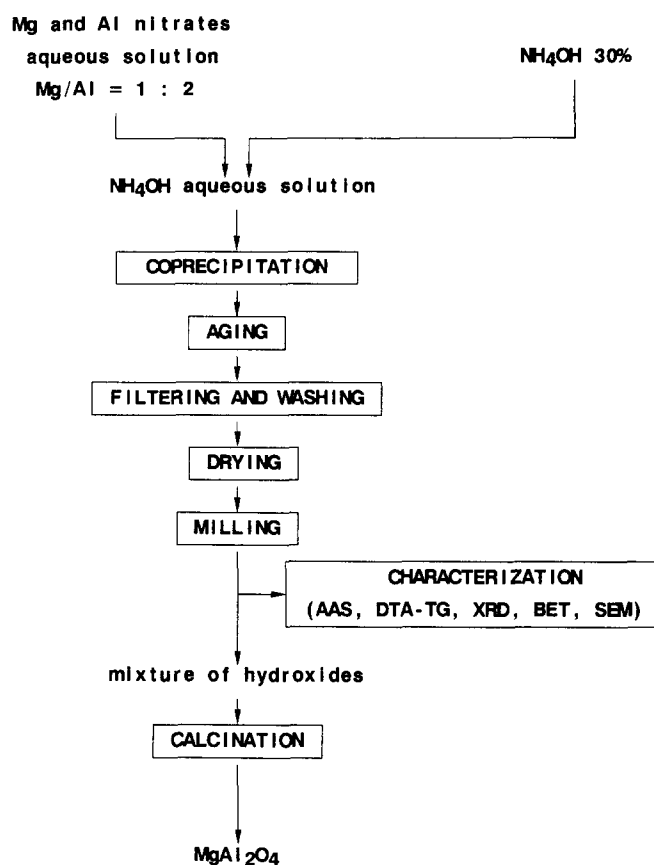 Mg and Al nitrates
aqueous solution
Mg/Al = 1 : 2
NH4OH 30%
NH4OH aqueous solution
COPRECIPITATION
AGING
FILTERING AND WASHING
DRYING
MILLING
CHARACTERIZATION
(AAS, DTA-TG, XRD, BET, SEM)
mixture of hydroxides
CALCINATION
MgAl2O4